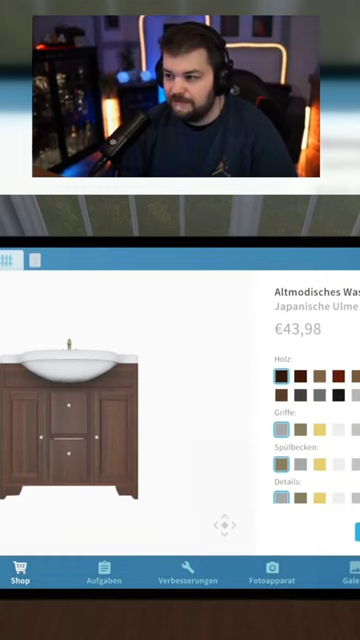 Altmodisches Was
Japanische Ulme
€43,98
Holz:
Griffe:
Spülbecken:
Details:
Shop
Aufgaben
Verbesserungen
Fotoapparat
Gale